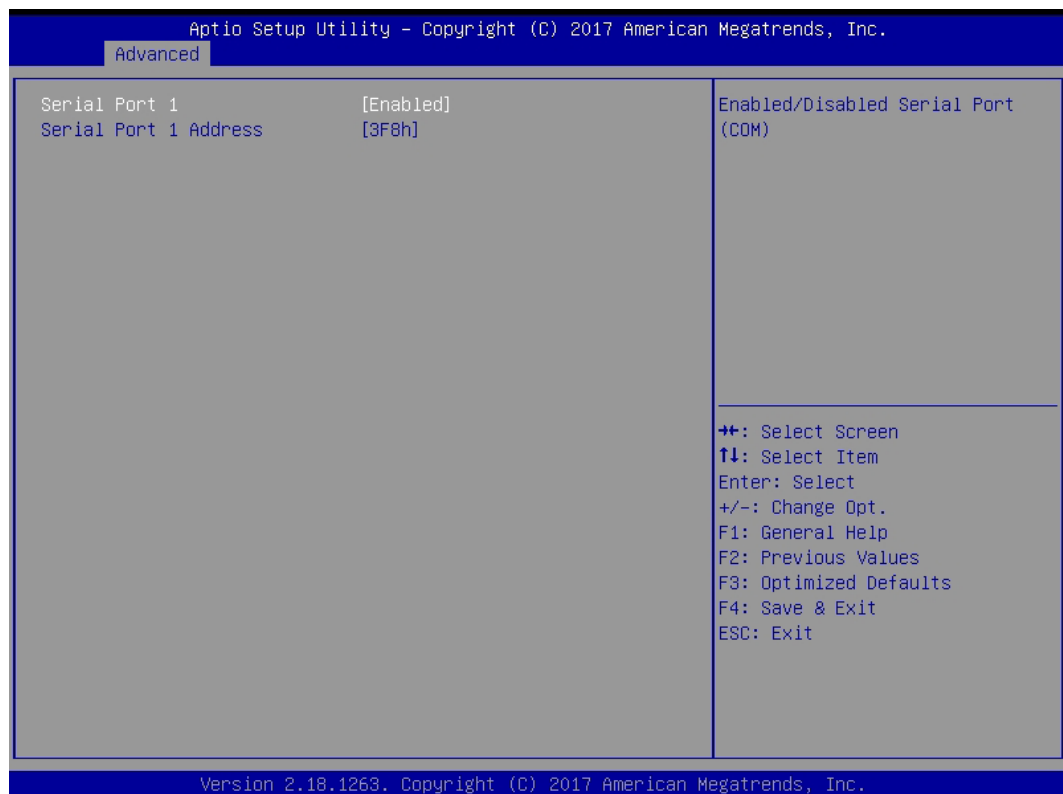 Aptio Setup Utility – Copyright (C) 2017 American Megatrends, Inc.
Advanced
Serial Port 1 [Enabled]
Serial Port 1 Address [3F8h]
Enabled/Disabled Serial Port
(COM)
→←: Select Screen
↑↓: Select Item
Enter: Select
+/-: Change Opt.
F1: General Help
F2: Previous Values
F3: Optimized Defaults
F4: Save & Exit
ESC: Exit
Version 2.18.1263. Copyright (C) 2017 American Megatrends, Inc.